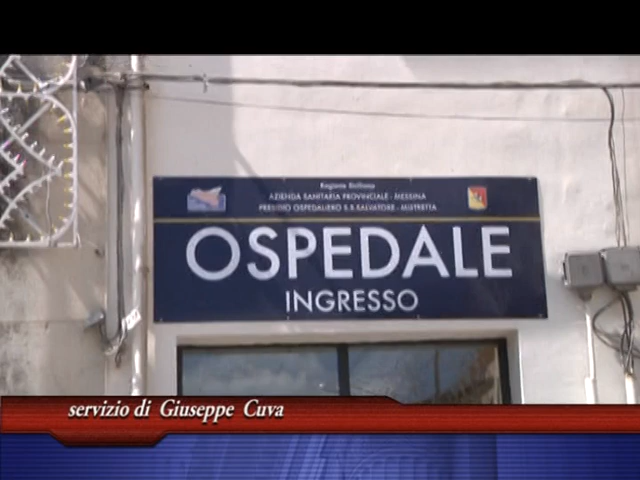 Regione Siciliana
AZIENDA SANITARIA PROVINCIALE - MESSINA
PRESIDIO OSPEDALIERO S.S. SALVATORE - MISTRETTA
OSPEDALE
INGRESSO
servizio di Giuseppe Cuva